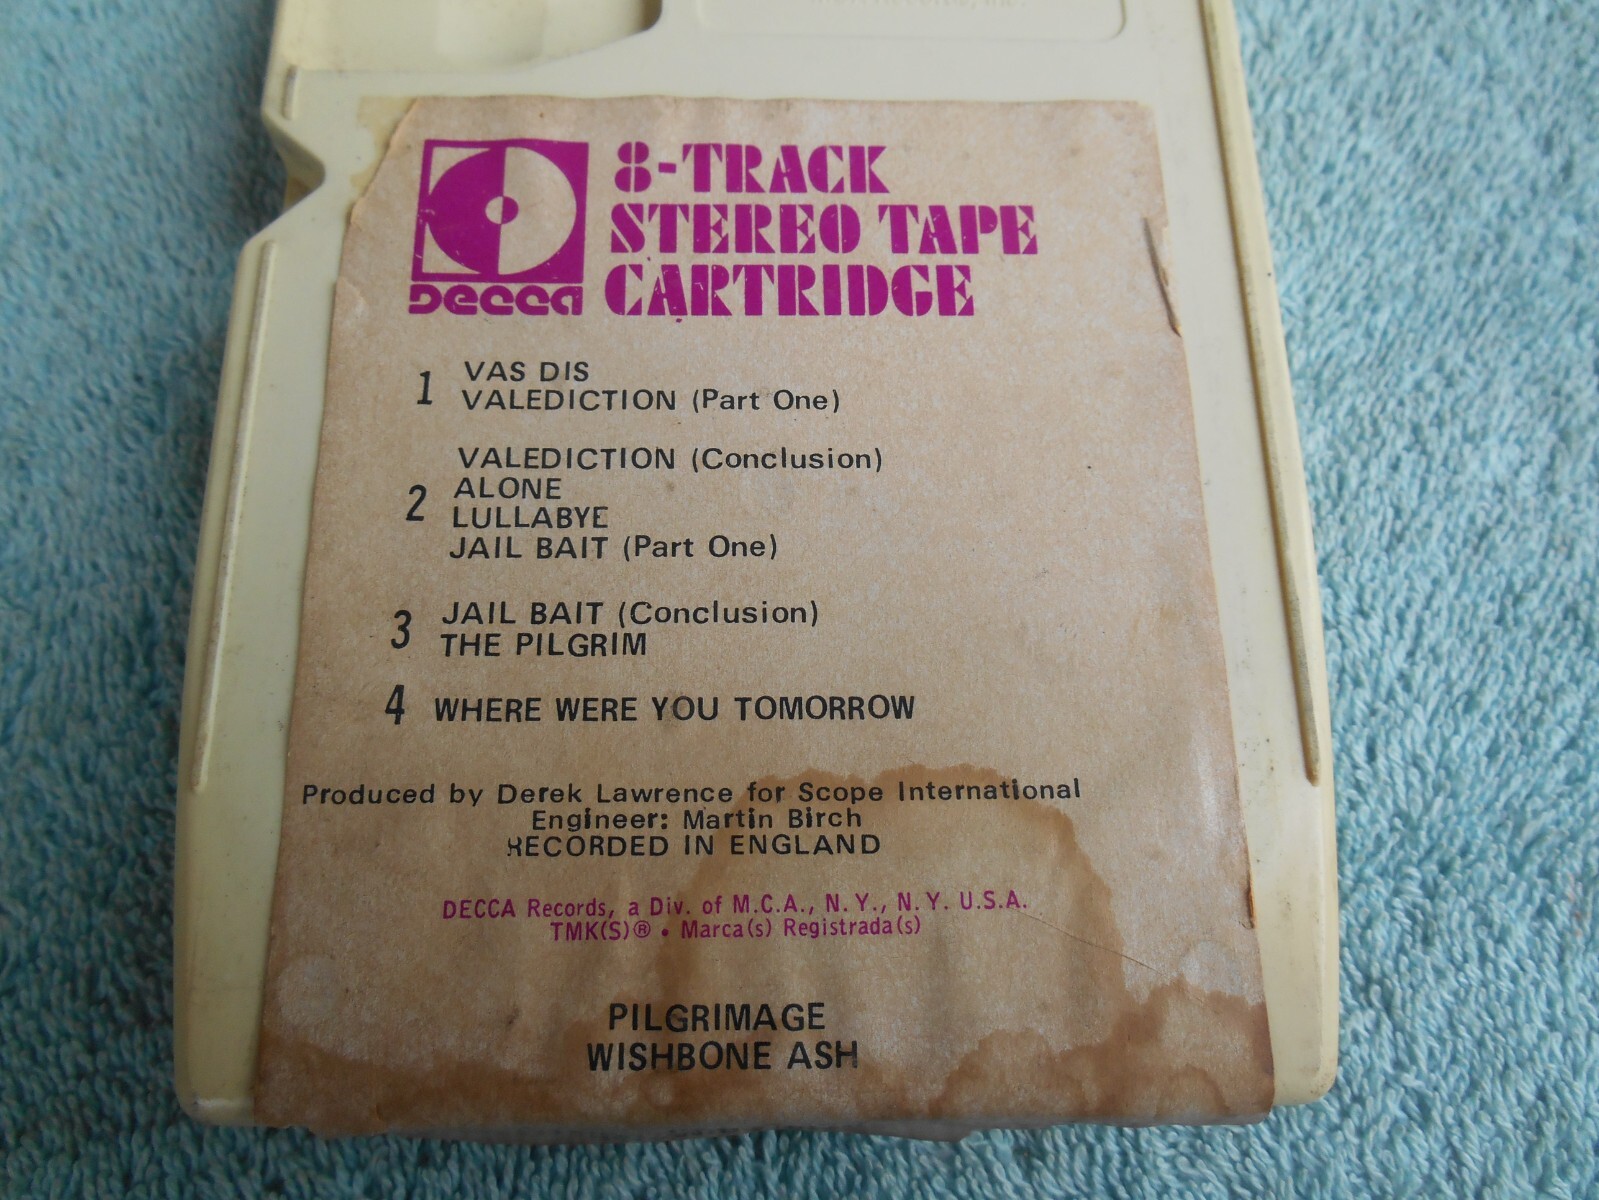 8-TRACK
STEREO TAPE
CARTRIDGE
DECCA
1 VAS DIS
VALEDICTION (Part One)
VALEDICTION (Conclusion)
2 ALONE
LULLABYE
JAIL BAIT (Part One)
3 JAIL BAIT (Conclusion)
THE PILGRIM
4 WHERE WERE YOU TOMORROW
Produced by Derek Lawrence for Scope International
Engineer: Martin Birch
RECORDED IN ENGLAND
DECCA Records, a Div. of M.C.A., N.Y., N.Y. U.S.A.
TMK(S)® • Marca(s) Registrada(s)
PILGRIMAGE
WISHBONE ASH